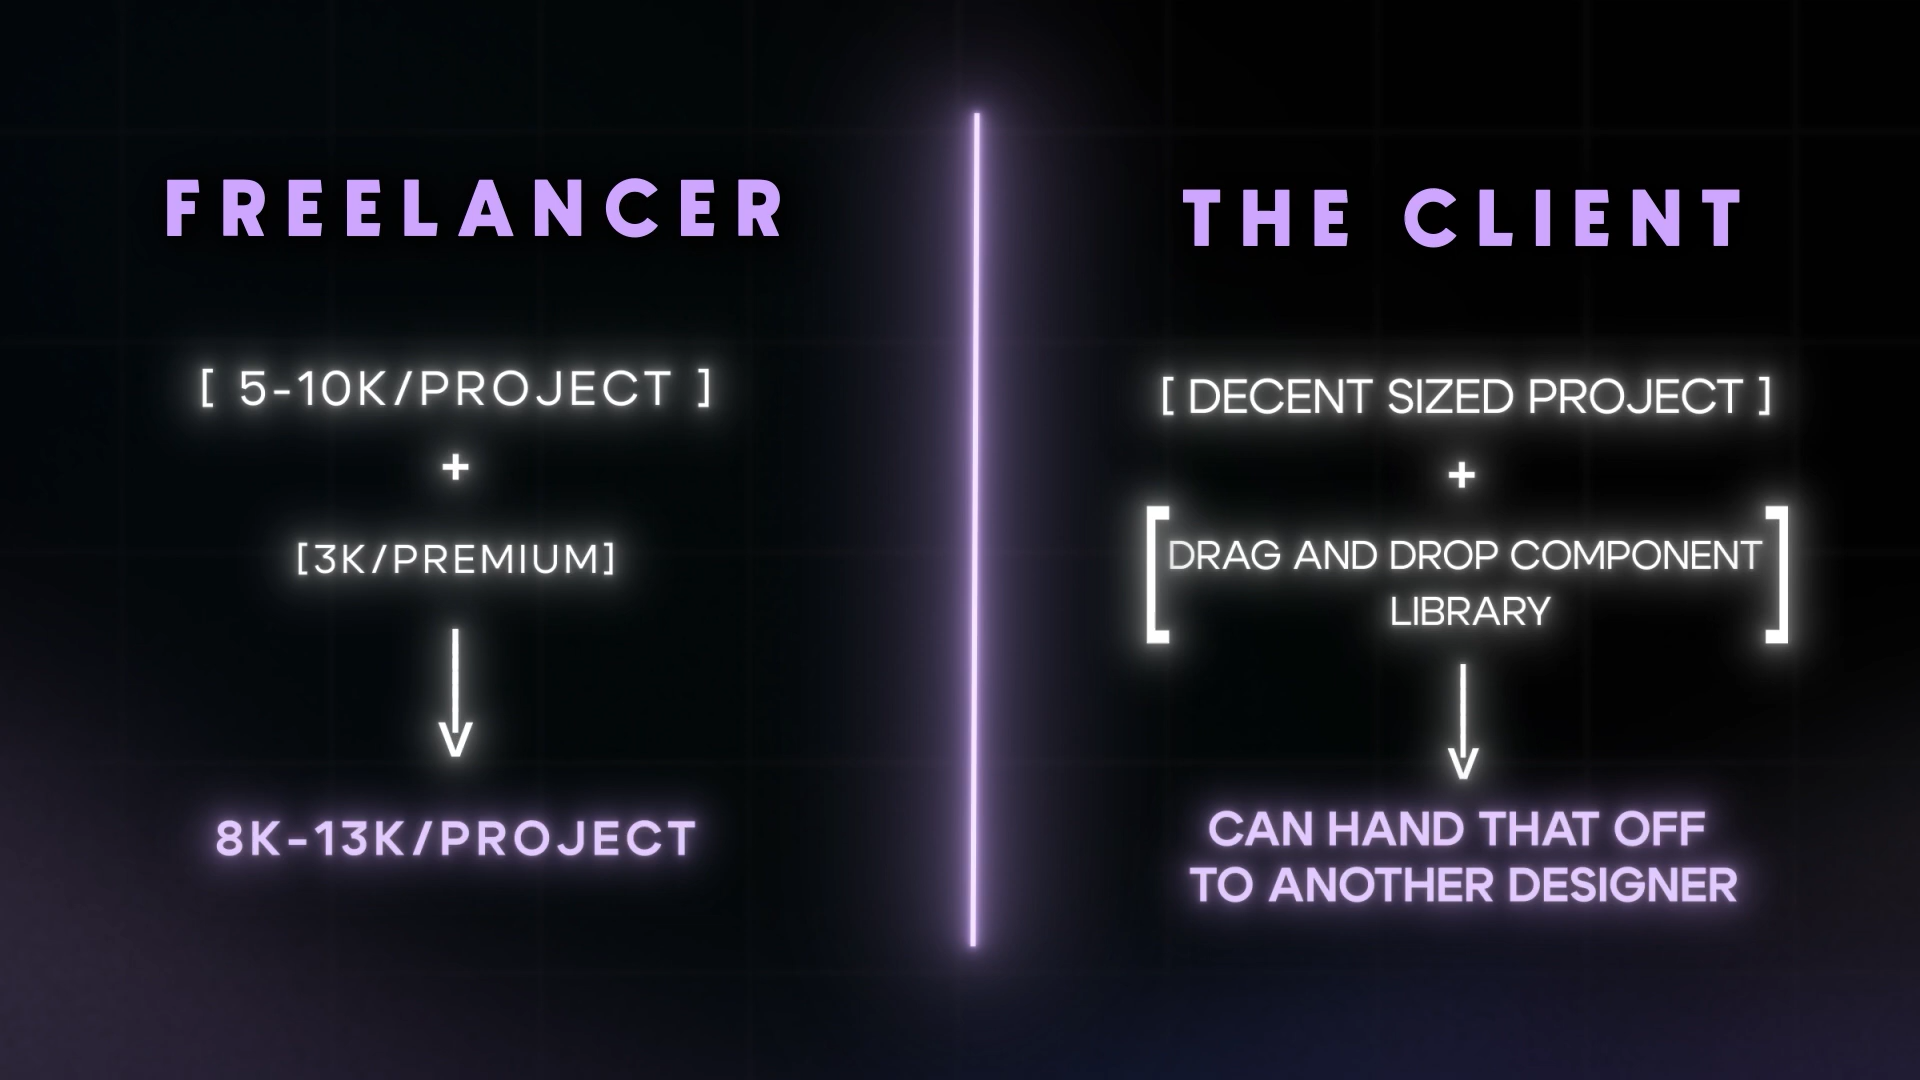 FREELANCER
[ 5-10K/PROJECT ]
+
[3K/PREMIUM]
8K-13K/PROJECT
THE CLIENT
[ DECENT SIZED PROJECT ]
+
[DRAG AND DROP COMPONENT
LIBRARY]
CAN HAND THAT OFF
TO ANOTHER DESIGNER